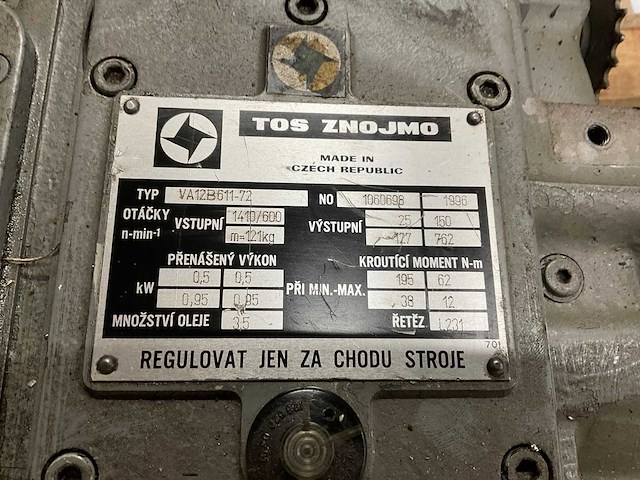 TOS ZNOJMO
MADE IN
CZECH REPUBLIC
TYP VA12B611-72 NO 1060698 1996
OTÁČKY n-min-1 VSTUPNÍ 1410/600 VÝSTUPNÍ 25 150
m=121kg 127 762
PŘENÁŠENÝ VÝKON KROUTÍCÍ MOMENT N-m
kW 0,5 0,5 PŘI MIN.-MAX. 195 62
0,95 0,95 38 12
MNOŽSTVÍ OLEJE 3,5 ŘETĚZ L231
701
REGULOVAT JEN ZA CHODU STROJE